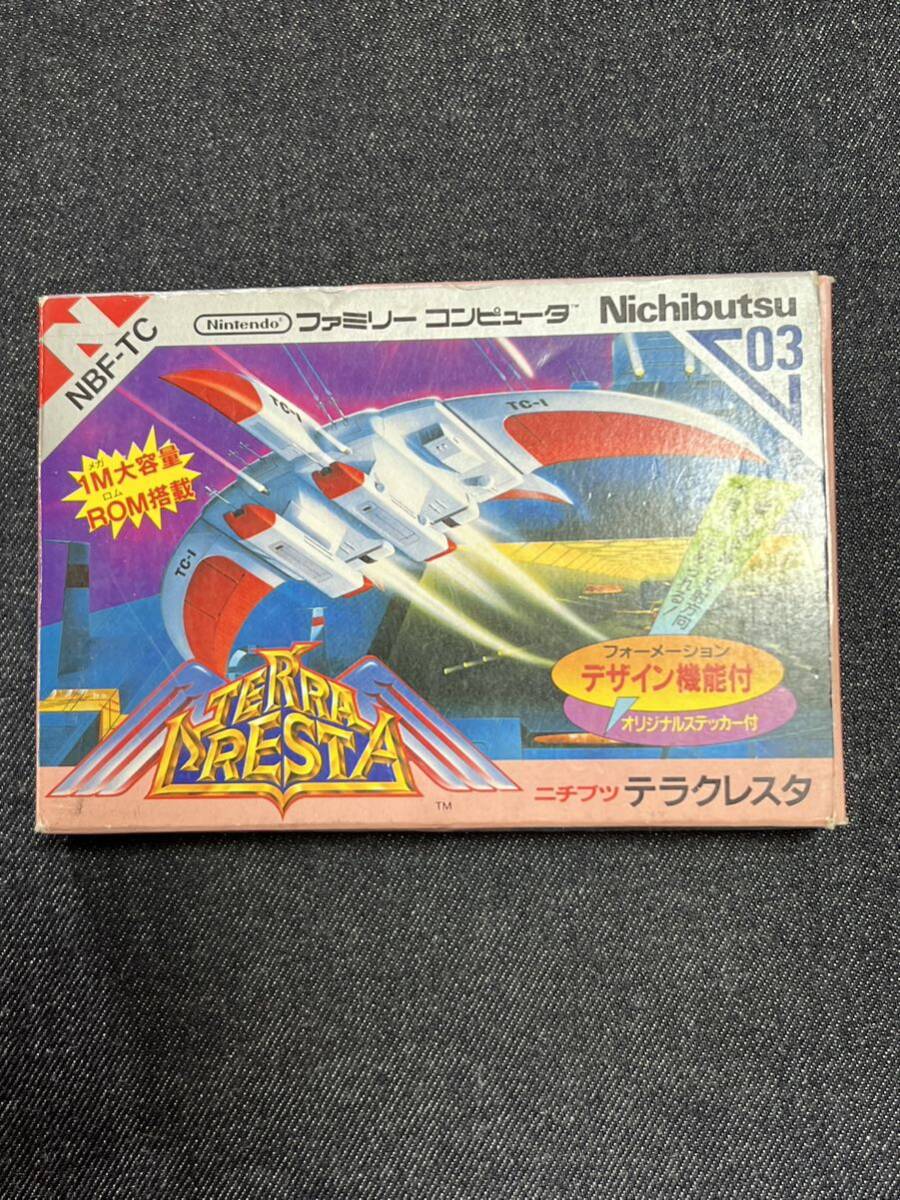 NBF-TC
Nintendo® ファミリー コンピュータ™
Nichibutsu
03
メガ
1M大容量
ロム
ROM搭載
TC-1
TC-1
TC-1
フォーメーション
デザイン機能付
オリジナルステッカー付
TERRA
CRESTA
TM
ニチブツ テラクレスタ